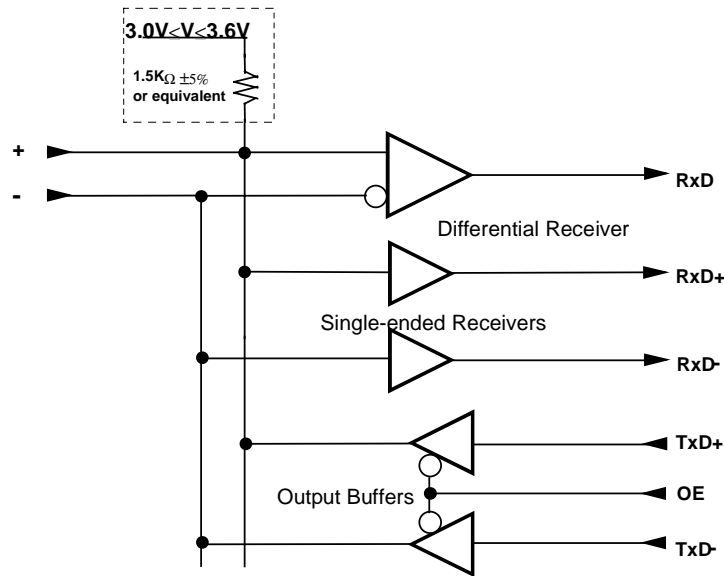 3.0V≤V≤3.6V
1.5KΩ ±5%
or equivalent
+
-
RxD
Differential Receiver
RxD+
Single-ended Receivers
RxD-
TxD+
Output Buffers
OE
TxD-